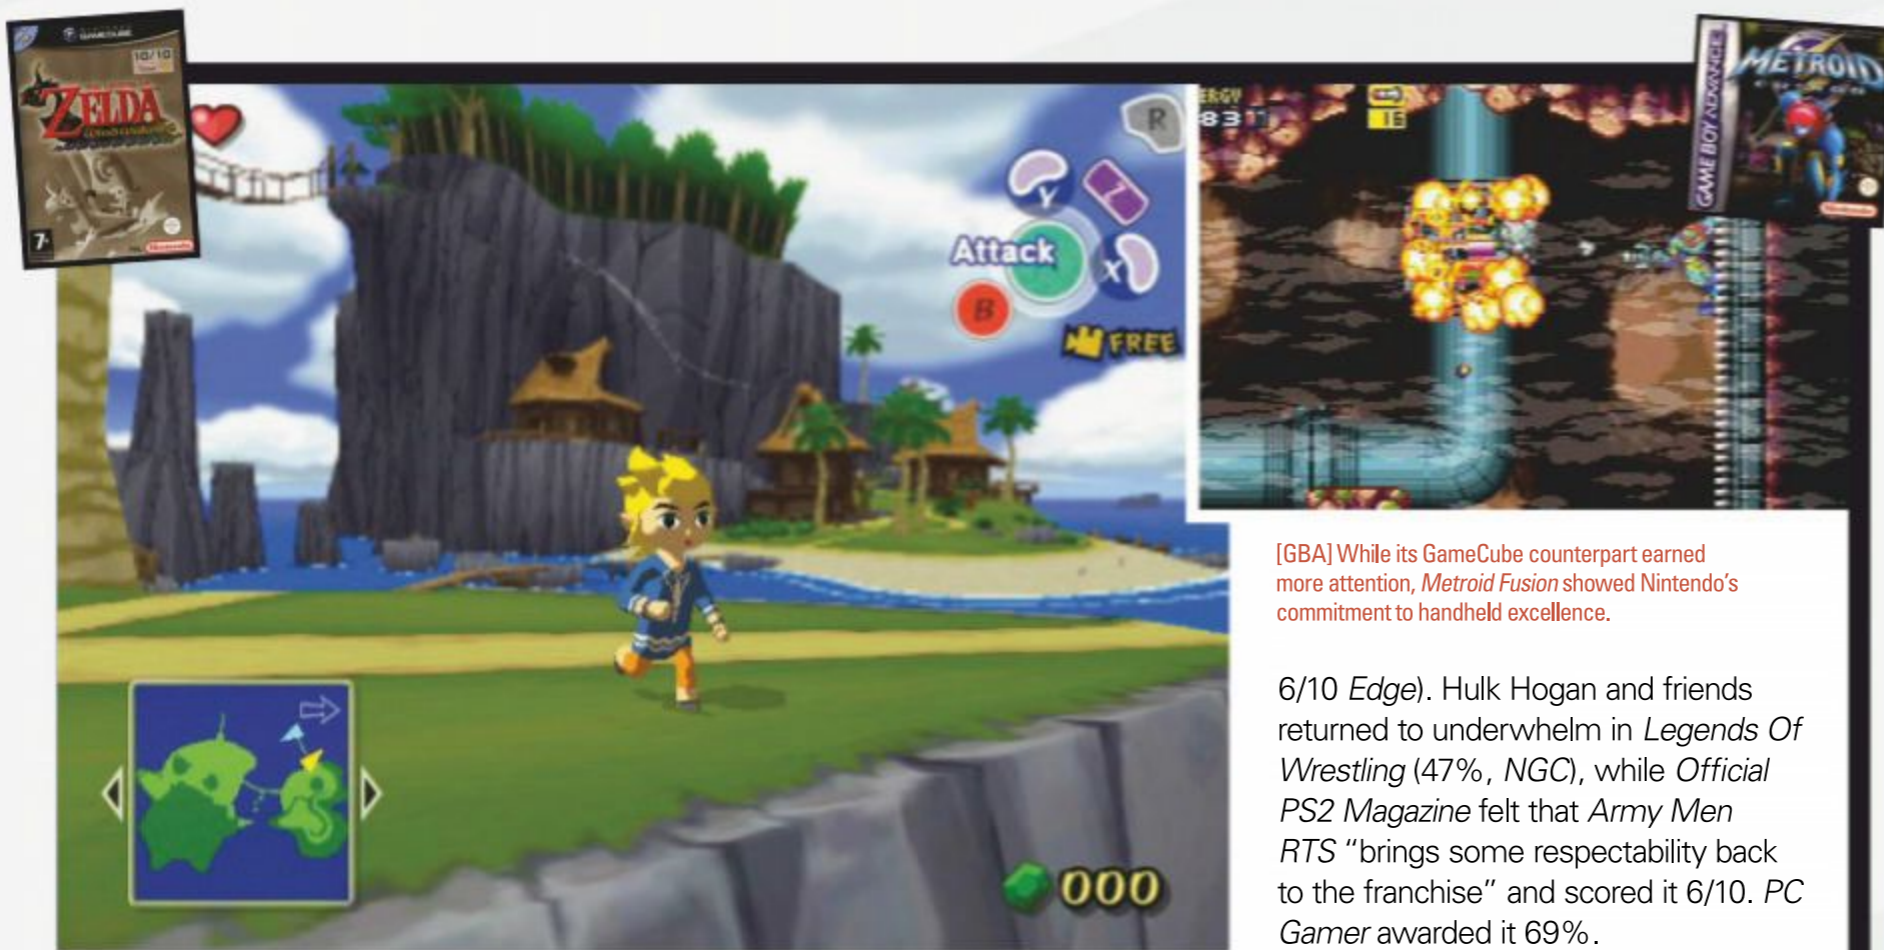 GAMECUBE
10/10
ZELDA
7+
Nintendo
R
Y
Z
Attack
X
B
FREE
000
ERGY
83
16
METROID
GAME BOY ADVANCE
Nintendo
[GBA] While its GameCube counterpart earned
more attention, Metroid Fusion showed Nintendo's
commitment to handheld excellence.
6/10 Edge). Hulk Hogan and friends
returned to underwhelm in Legends Of
Wrestling (47%, NGC), while Official
PS2 Magazine felt that Army Men
RTS “brings some respectability back
to the franchise” and scored it 6/10. PC
Gamer awarded it 69%.